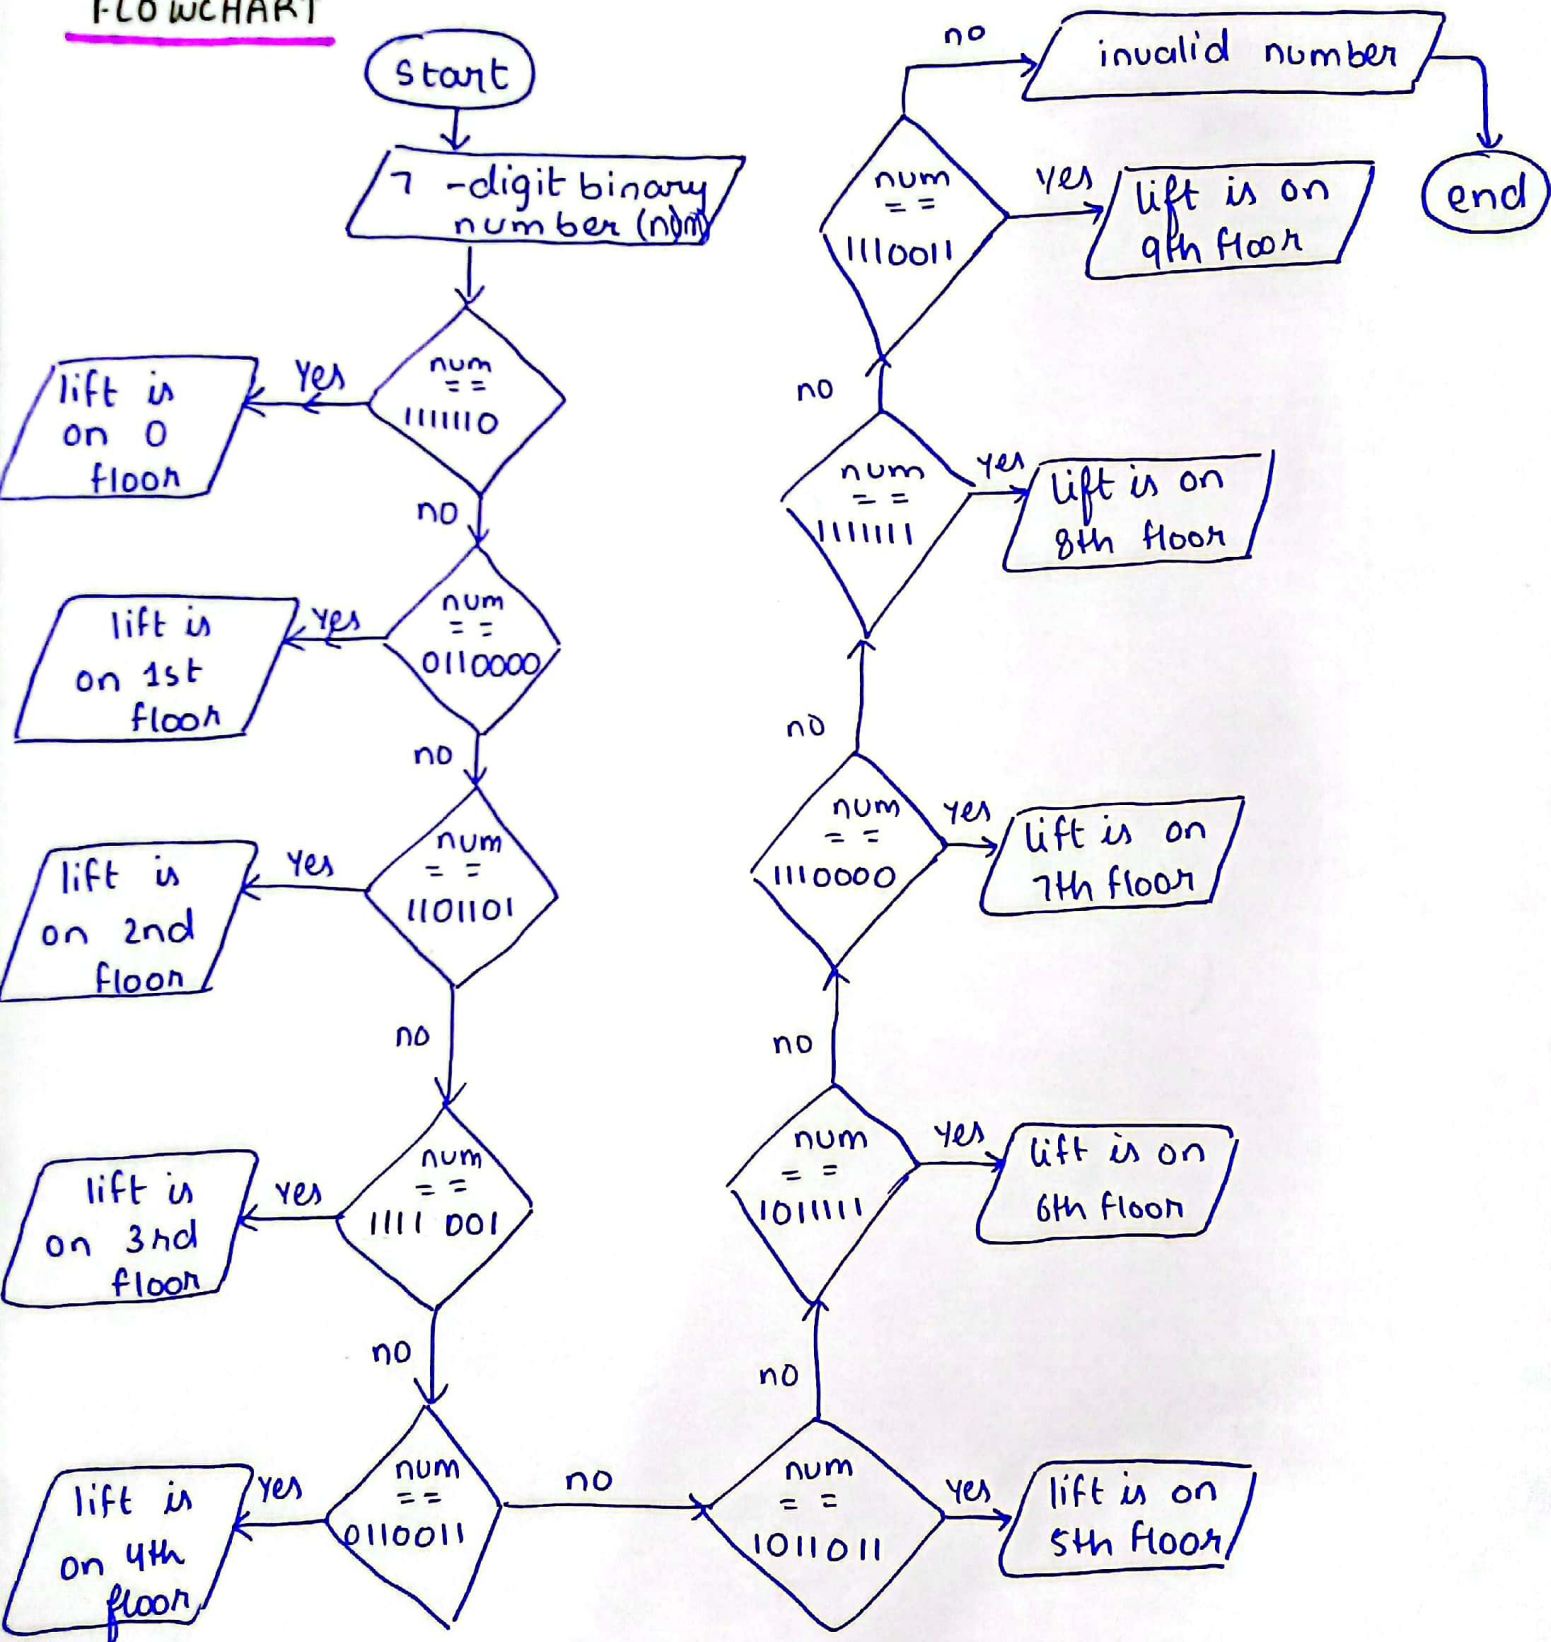 FLOWCHART
start
7 -digit binary
number (num)
num
==
1111110
yes
lift is
on 0
floor
no
num
==
0110000
yes
lift is
on 1st
floor
no
num
==
1101101
yes
lift is
on 2nd
floor
no
num
==
1111 001
yes
lift is
on 3rd
floor
no
num
==
0110011
yes
lift is
on 4th
floor
no
num
==
1011011
yes
lift is on
5th floor
no
num
==
1011111
yes
lift is on
6th floor
no
num
==
1110000
yes
lift is on
7th floor
no
num
==
1111111
yes
lift is on
8th floor
no
num
==
1110011
yes
lift is on
9th floor
no
invalid number
end